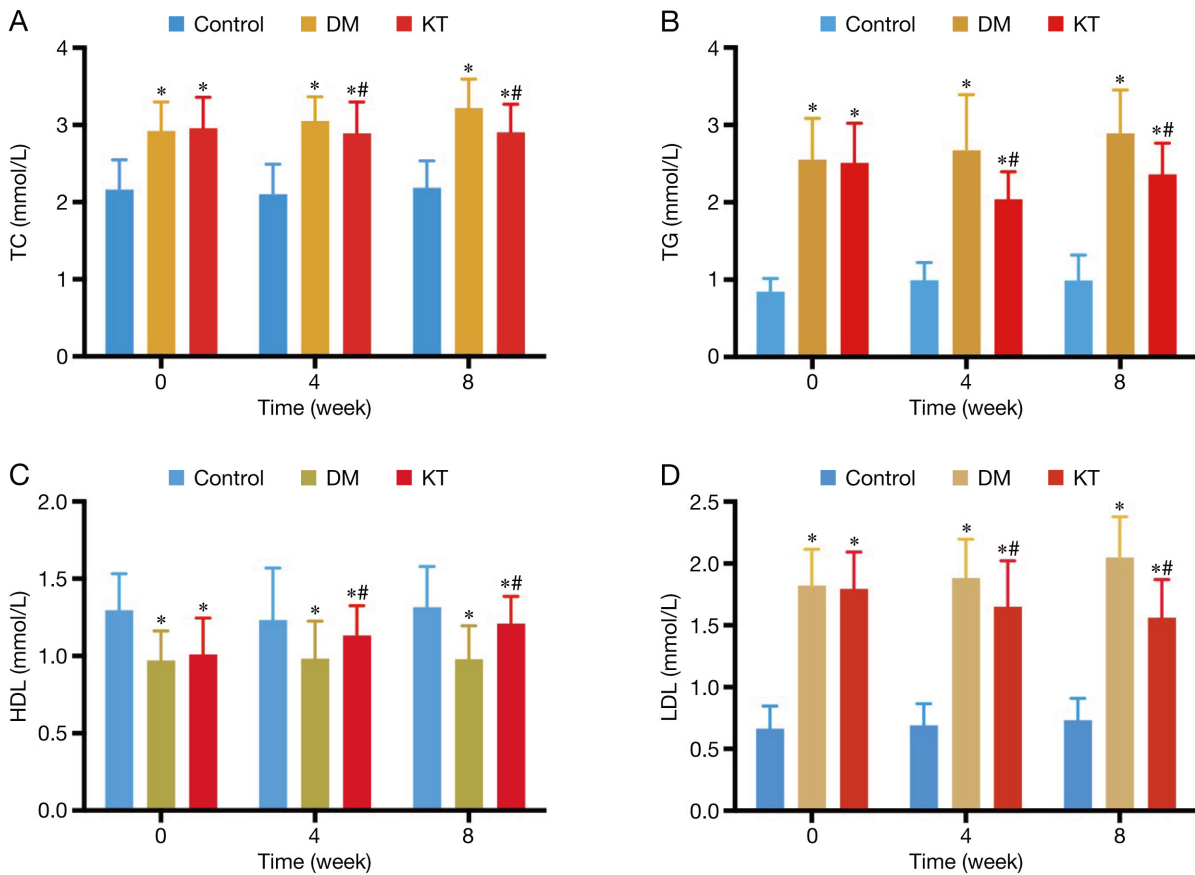 A
Control DM KT
4
3
2
1
0
TC (mmol/L)
* * * *# * *#
0 4 8
Time (week)
B
Control DM KT
4
3
2
1
0
TG (mmol/L)
* * * *# * *#
0 4 8
Time (week)
C
Control DM KT
2.0
1.5
1.0
0.5
0.0
HDL (mmol/L)
* * * *# * *#
0 4 8
Time (week)
D
Control DM KT
2.5
2.0
1.5
1.0
0.5
0.0
LDL (mmol/L)
* * * *# * *#
0 4 8
Time (week)